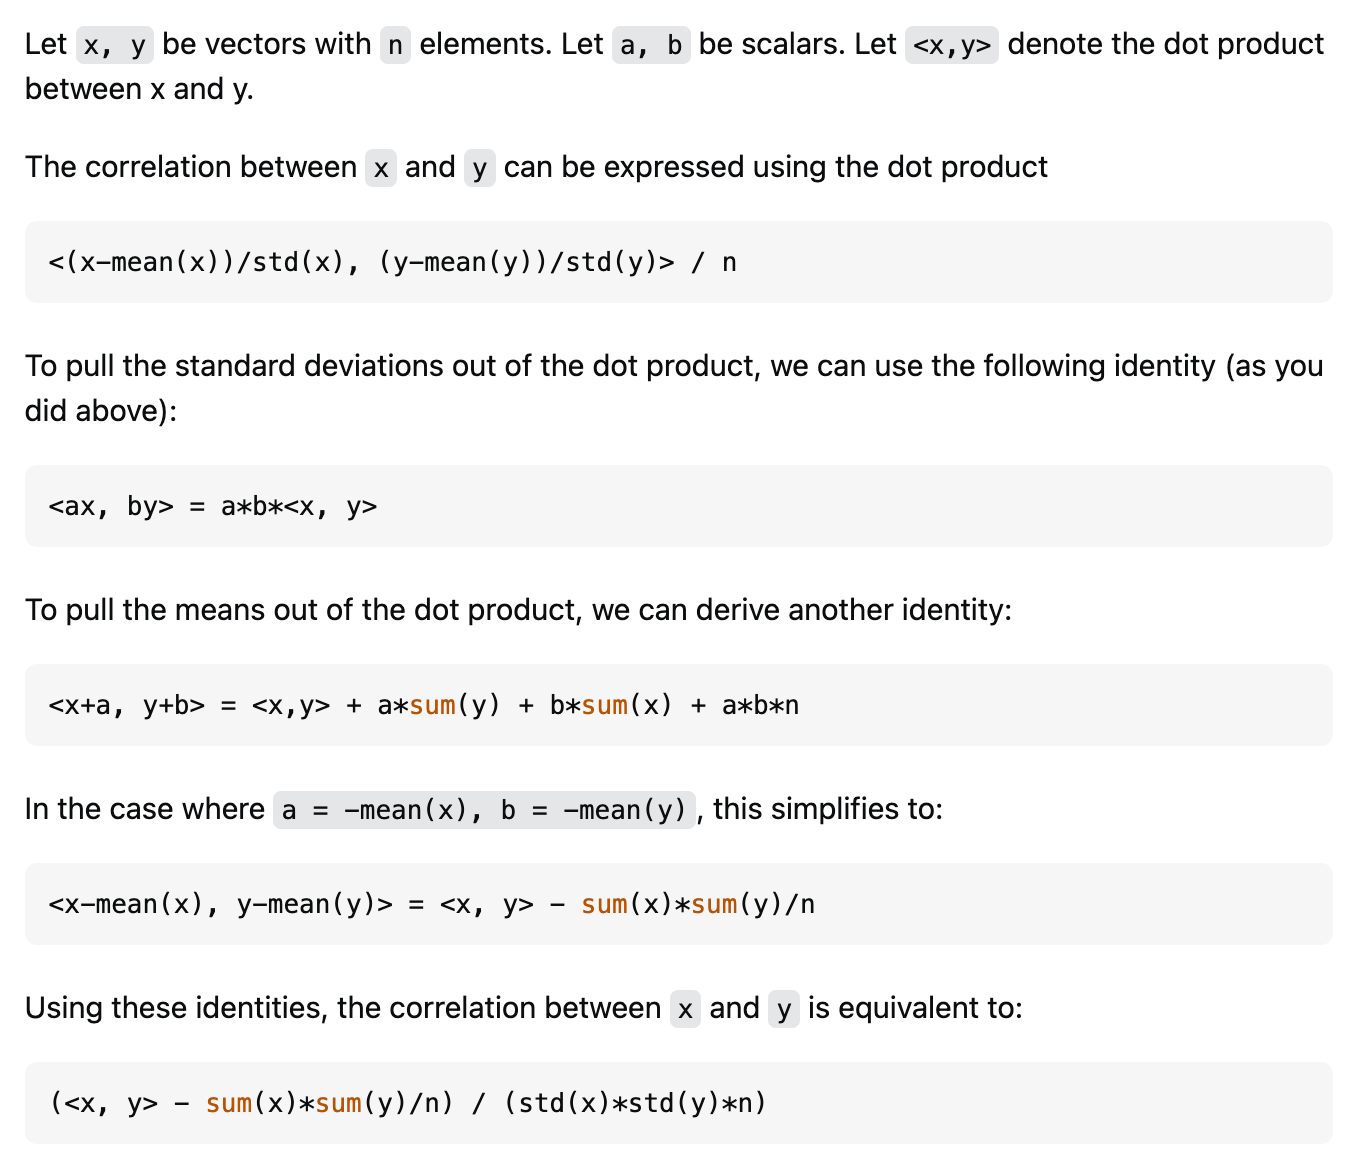 Let x, y be vectors with n elements. Let a, b be scalars. Let <x,y> denote the dot product
between x and y.
The correlation between x and y can be expressed using the dot product
<(x-mean(x))/std(x), (y-mean(y))/std(y)> / n
To pull the standard deviations out of the dot product, we can use the following identity (as you
did above):
<ax, by> = a*b*<x, y>
To pull the means out of the dot product, we can derive another identity:
<x+a, y+b> = <x,y> + a*sum(y) + b*sum(x) + a*b*n
In the case where a = -mean(x), b = -mean(y), this simplifies to:
<x-mean(x), y-mean(y)> = <x, y> - sum(x)*sum(y)/n
Using these identities, the correlation between x and y is equivalent to:
(<x, y> - sum(x)*sum(y)/n) / (std(x)*std(y)*n)